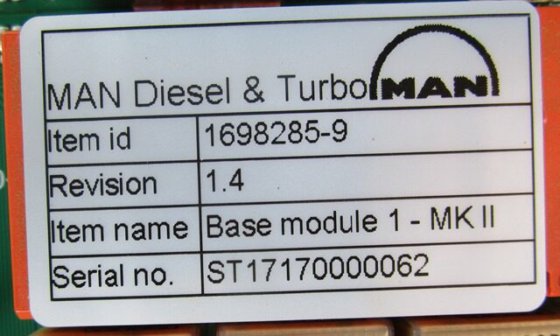 MAN Diesel & Turbo MAN
Item id 1698285-9
Revision 1.4
Item name Base module 1 - MK II
Serial no. ST17170000062